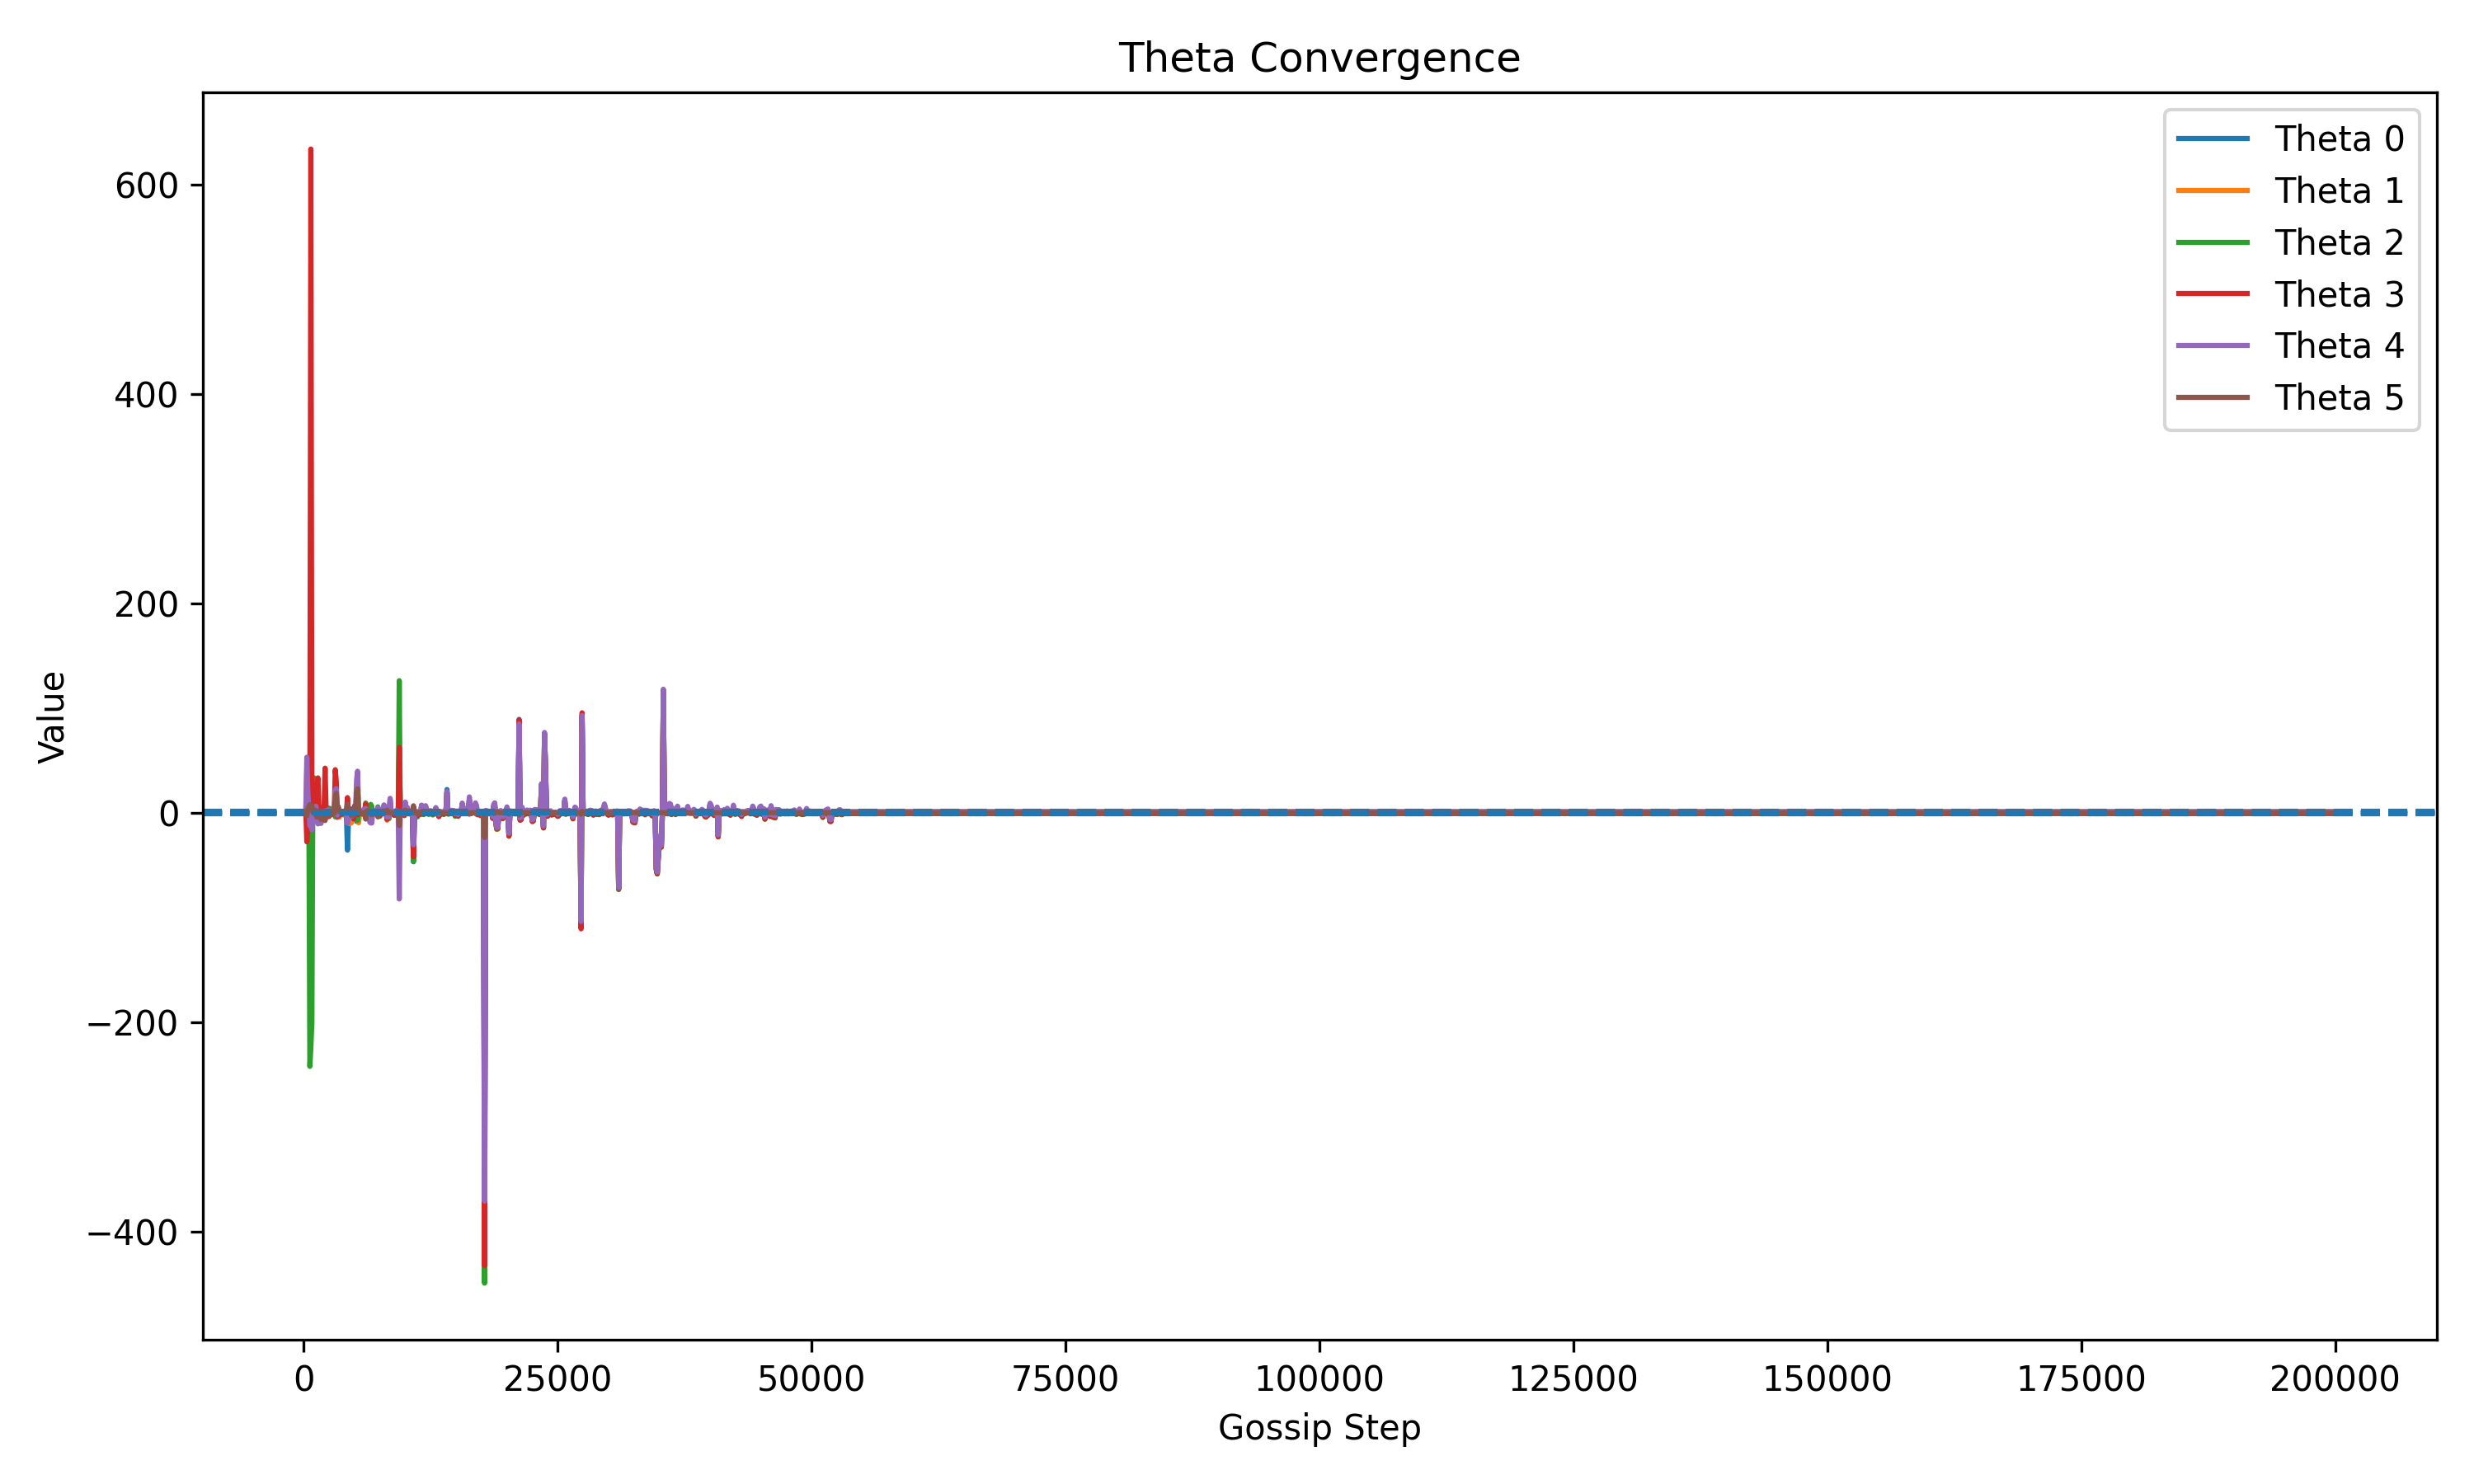 Theta Convergence
Theta 0
Theta 1
Theta 2
Theta 3
Theta 4
Theta 5
600
400
200
0
−200
−400
Value
0 25000 50000 75000 100000 125000 150000 175000 200000
Gossip Step